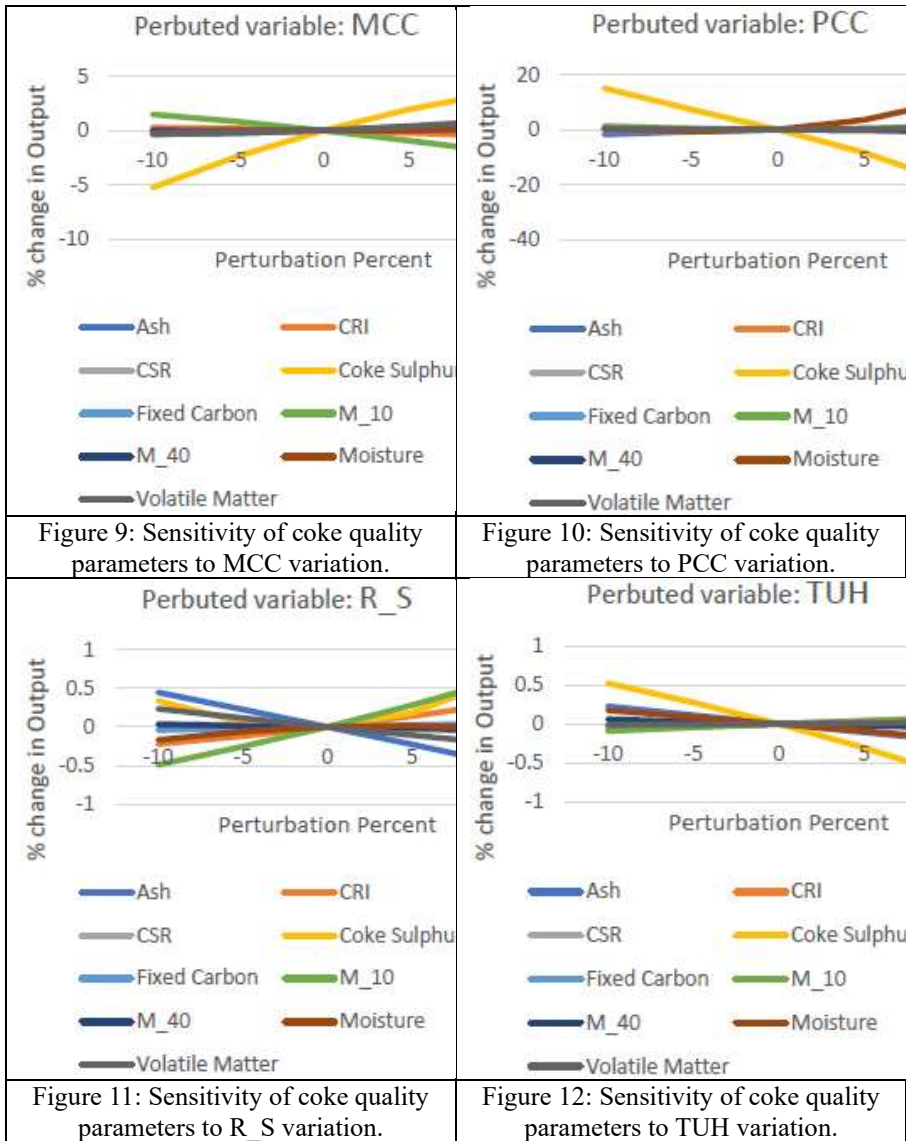 Perbuted variable: MCC
% change in Output
5
0
-5
-10
-10
-5
0
5
Perturbation Percent
Ash
CRI
CSR
Coke Sulphu
Fixed Carbon
M_10
M_40
Moisture
Volatile Matter
Figure 9: Sensitivity of coke quality
parameters to MCC variation.
Perbuted variable: PCC
% change in Output
20
0
-20
-40
-10
-5
0
5
Perturbation Percent
Ash
CRI
CSR
Coke Sulphu
Fixed Carbon
M_10
M_40
Moisture
Volatile Matter
Figure 10: Sensitivity of coke quality
parameters to PCC variation.
Perbuted variable: R_S
% change in Output
1
0.5
0
-0.5
-1
-10
-5
0
5
Perturbation Percent
Ash
CRI
CSR
Coke Sulphu
Fixed Carbon
M_10
M_40
Moisture
Volatile Matter
Figure 11: Sensitivity of coke quality
parameters to R_S variation.
Perbuted variable: TUH
% change in Output
1
0.5
0
-0.5
-1
-10
-5
0
5
Perturbation Percent
Ash
CRI
CSR
Coke Sulphu
Fixed Carbon
M_10
M_40
Moisture
Volatile Matter
Figure 12: Sensitivity of coke quality
parameters to TUH variation.